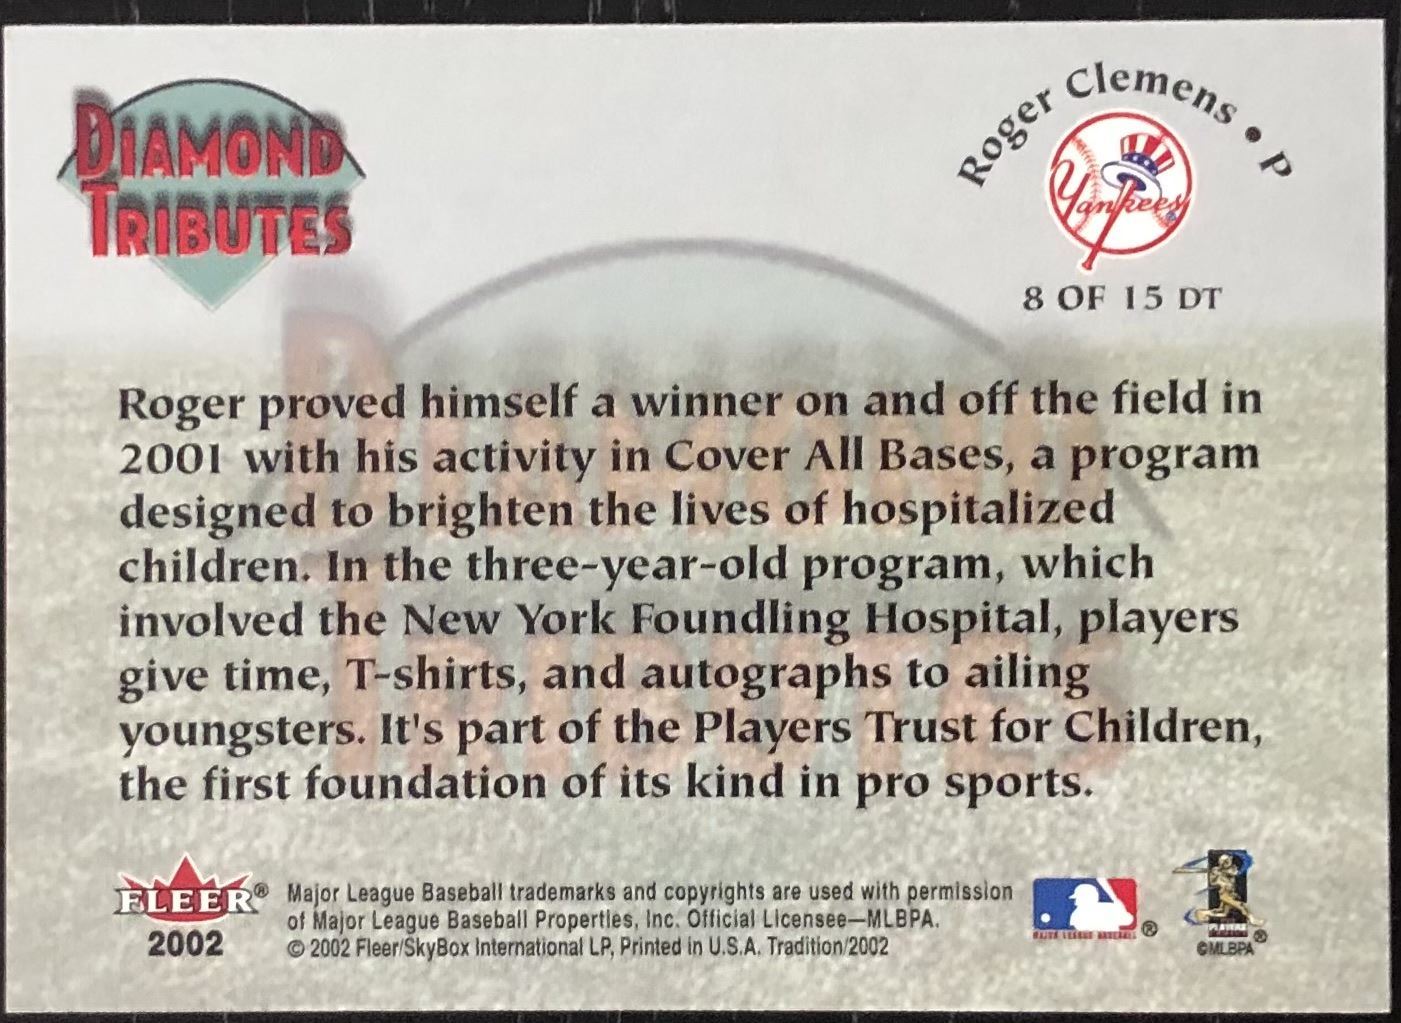 DIAMOND
TRIBUTES
Roger Clemens • P
Yankees
8 OF 15 DT
Roger proved himself a winner on and off the field in
2001 with his activity in Cover All Bases, a program
designed to brighten the lives of hospitalized
children. In the three-year-old program, which
involved the New York Foundling Hospital, players
give time, T-shirts, and autographs to ailing
youngsters. It's part of the Players Trust for Children,
the first foundation of its kind in pro sports.
FLEER®
2002
Major League Baseball trademarks and copyrights are used with permission
of Major League Baseball Properties, Inc. Official Licensee—MLBPA.
© 2002 Fleer/SkyBox International LP, Printed in U.S.A. Tradition/2002
MAJOR LEAGUE BASEBALL ®
©MLBPA ®